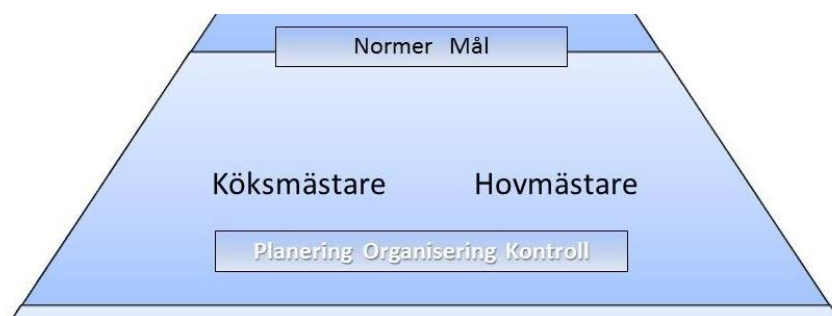 Normer Mål
Köksmästare Hovmästare
Planering Organisering Kontroll